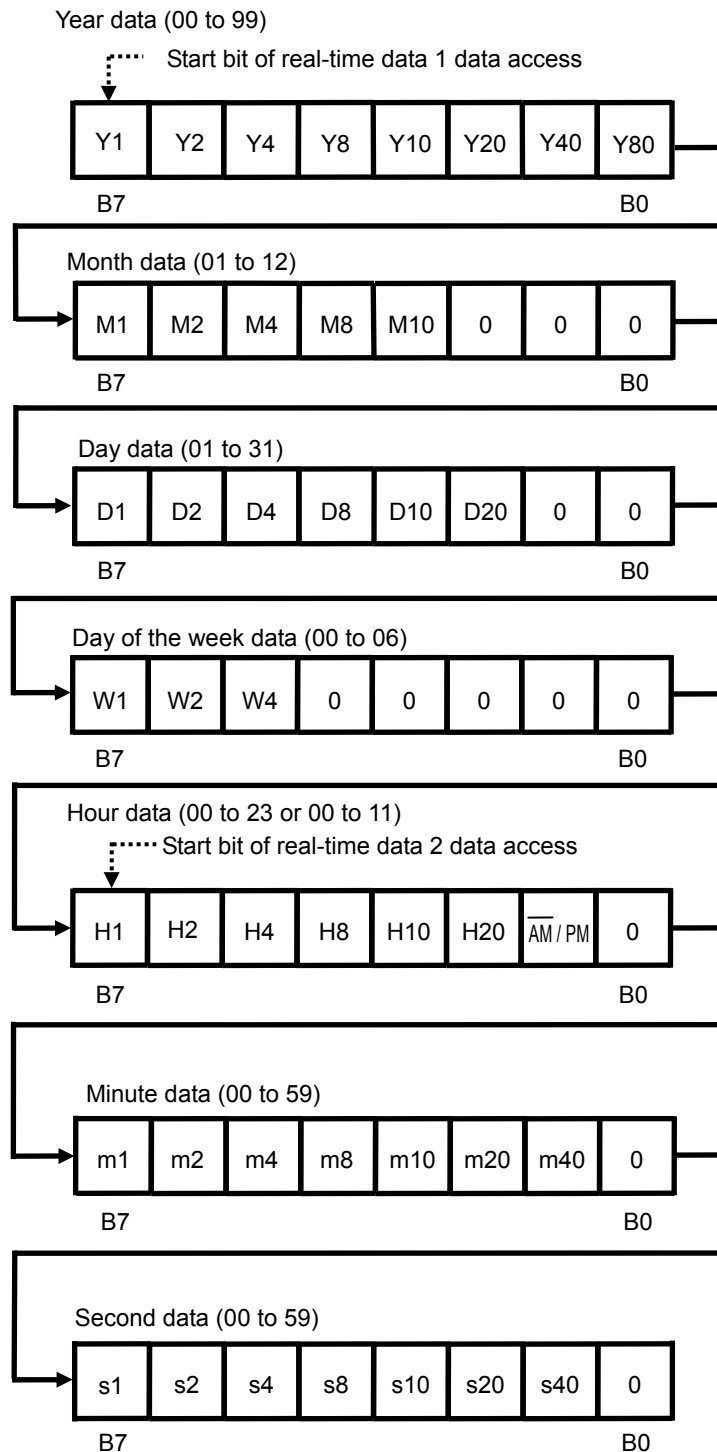 Year data (00 to 99)
Start bit of real-time data 1 data access
Y1 Y2 Y4 Y8 Y10 Y20 Y40 Y80
B7 B0
Month data (01 to 12)
M1 M2 M4 M8 M10 0 0 0
B7 B0
Day data (01 to 31)
D1 D2 D4 D8 D10 D20 0 0
B7 B0
Day of the week data (00 to 06)
W1 W2 W4 0 0 0 0 0
B7 B0
Hour data (00 to 23 or 00 to 11)
Start bit of real-time data 2 data access
H1 H2 H4 H8 H10 H20 A̅M̅ / PM 0
B7 B0
Minute data (00 to 59)
m1 m2 m4 m8 m10 m20 m40 0
B7 B0
Second data (00 to 59)
s1 s2 s4 s8 s10 s20 s40 0
B7 B0